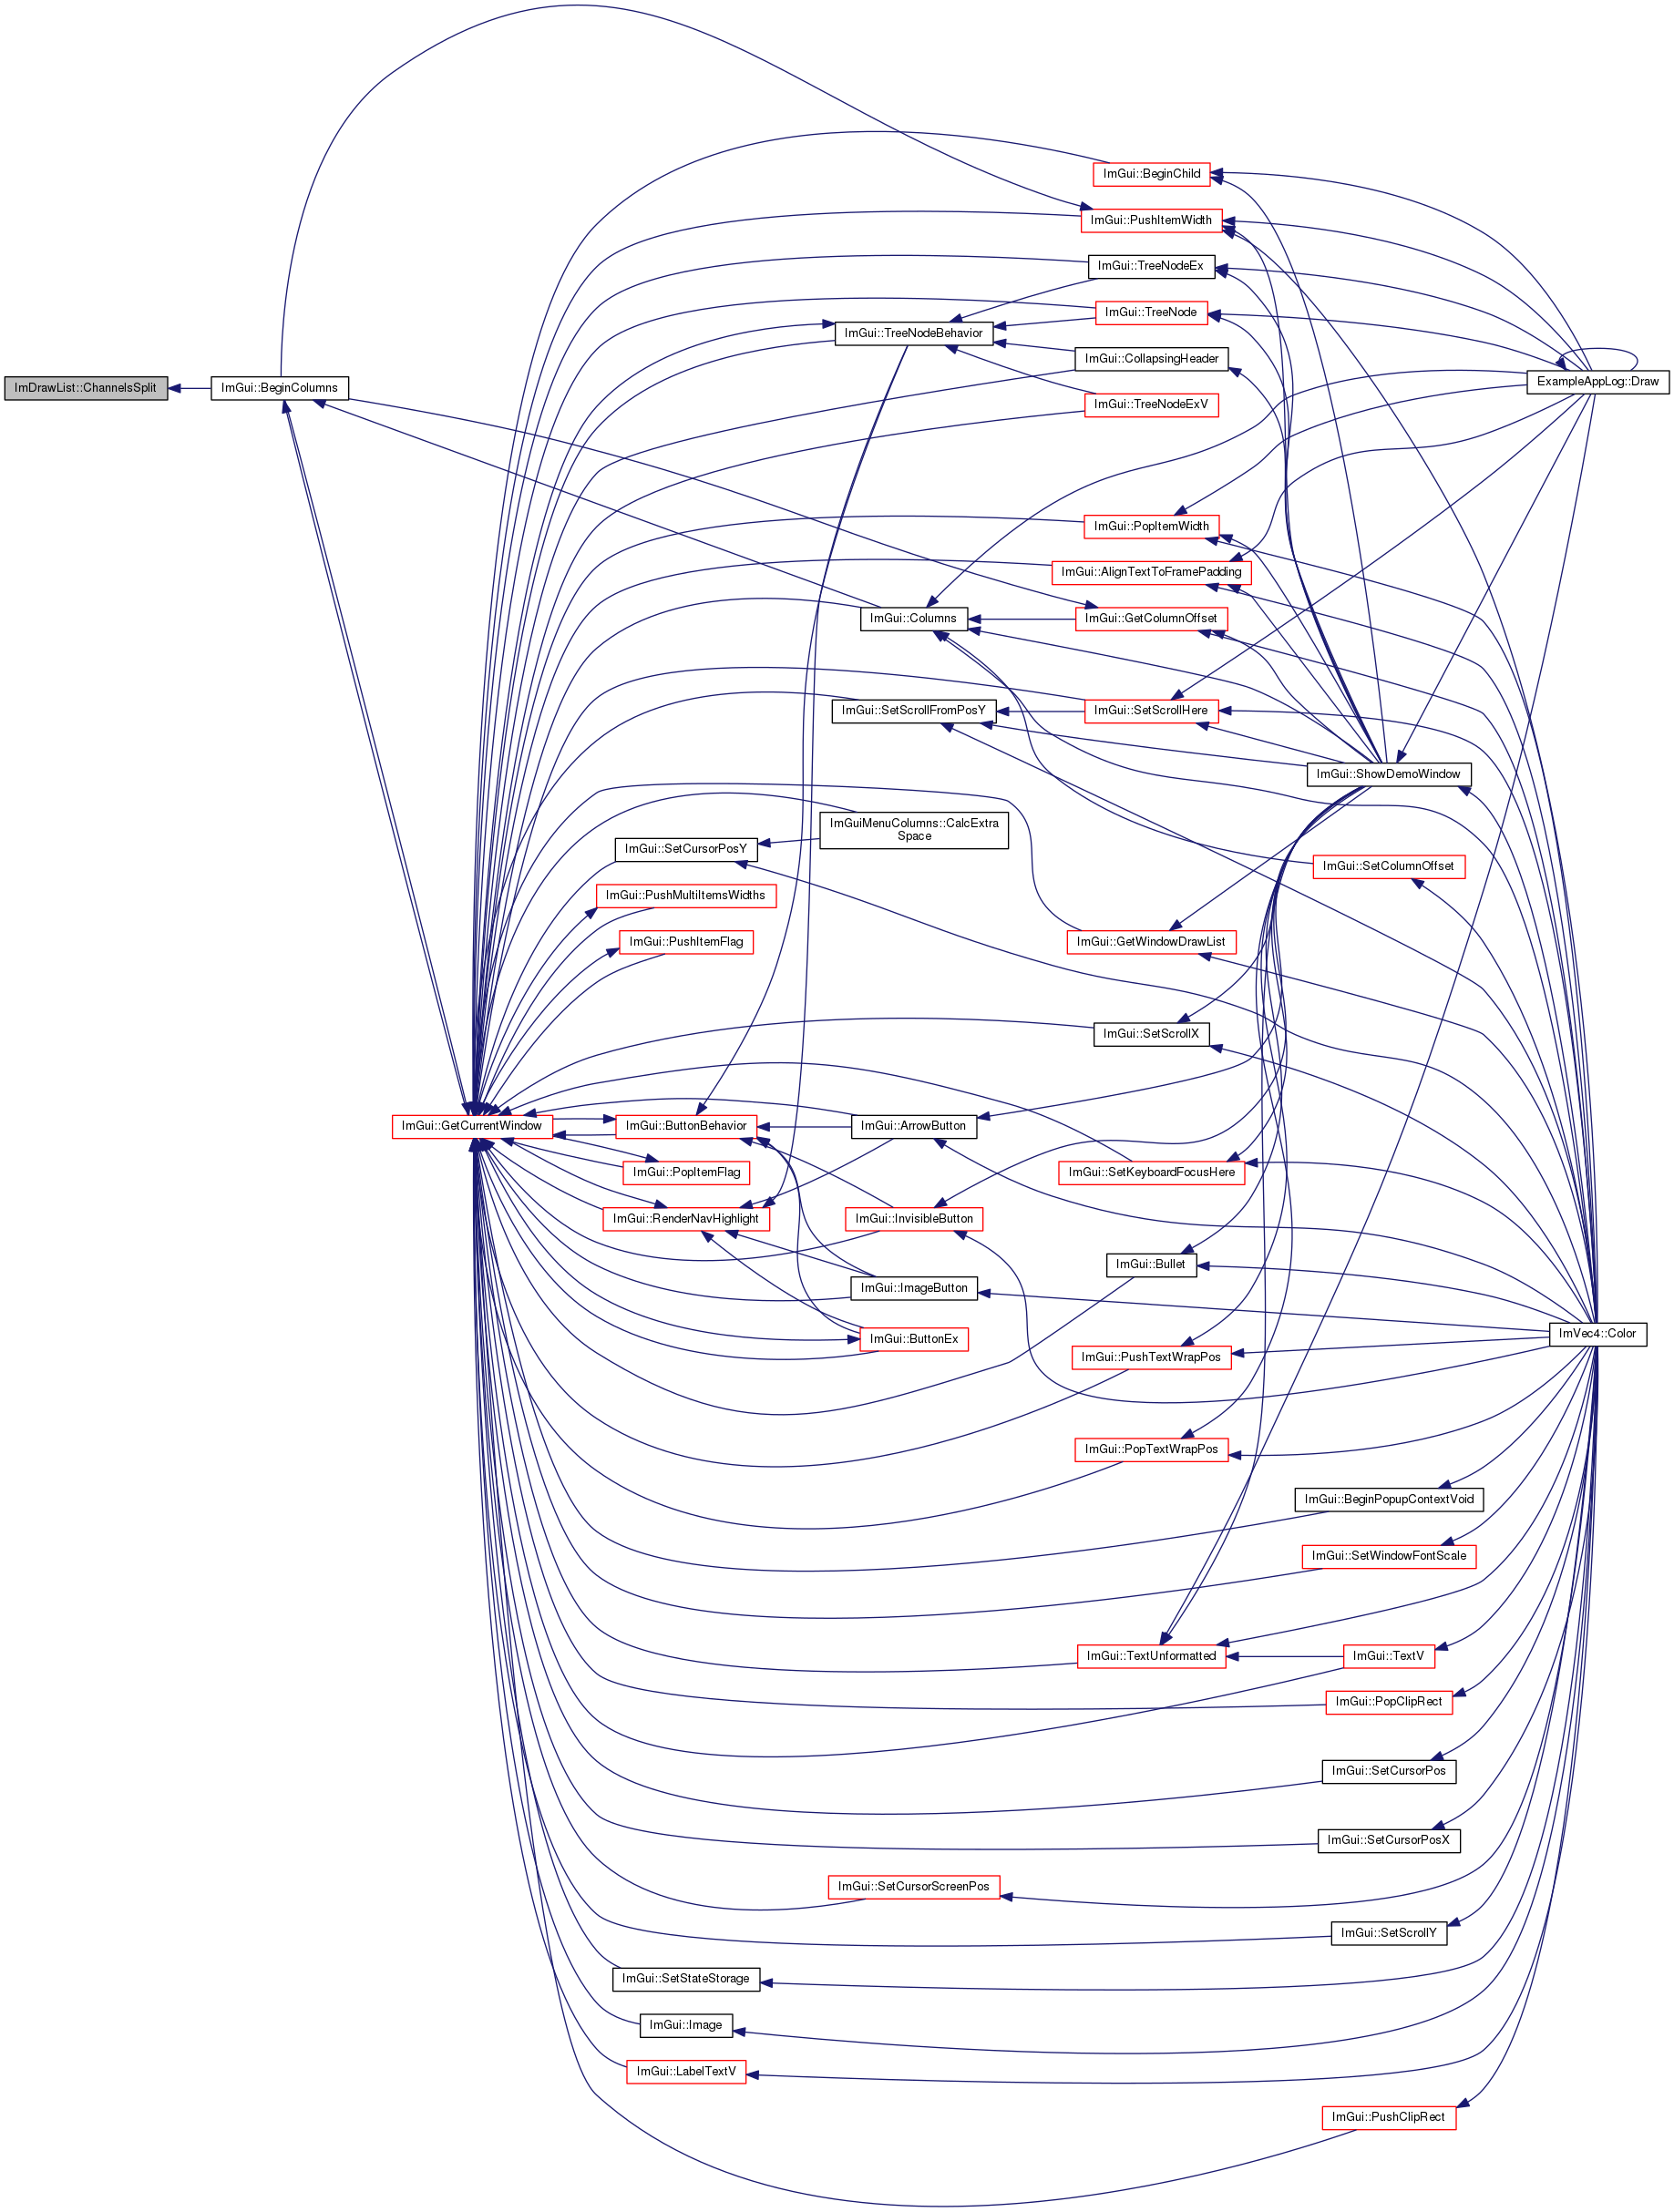 ImGui::BeginChild
ImGui::PushItemWidth
ImGui::TreeNodeEx
ImGui::TreeNode
ImGui::TreeNodeBehavior
ImGui::CollapsingHeader
ImDrawList::ChannelsSplit
ImGui::BeginColumns
ExampleAppLog::Draw
ImGui::TreeNodeExV
ImGui::PopItemWidth
ImGui::AlignTextToFramePadding
ImGui::Columns
ImGui::GetColumnOffset
ImGui::SetScrollFromPosY
ImGui::SetScrollHere
ImGui::ShowDemoWindow
ImGuiMenuColumns::CalcExtra
Space
ImGui::SetCursorPosY
ImGui::SetColumnOffset
ImGui::PushMultiItemsWidths
ImGui::PushItemFlag
ImGui::GetWindowDrawList
ImGui::SetScrollX
ImGui::GetCurrentWindow
ImGui::ButtonBehavior
ImGui::ArrowButton
ImGui::PopItemFlag
ImGui::SetKeyboardFocusHere
ImGui::RenderNavHighlight
ImGui::InvisibleButton
ImGui::Bullet
ImGui::ImageButton
ImGui::ButtonEx
ImVec4::Color
ImGui::PushTextWrapPos
ImGui::PopTextWrapPos
ImGui::BeginPopupContextVoid
ImGui::SetWindowFontScale
ImGui::TextUnformatted
ImGui::TextV
ImGui::PopClipRect
ImGui::SetCursorPos
ImGui::SetCursorPosX
ImGui::SetCursorScreenPos
ImGui::SetScrollY
ImGui::SetStateStorage
ImGui::Image
ImGui::LabelTextV
ImGui::PushClipRect